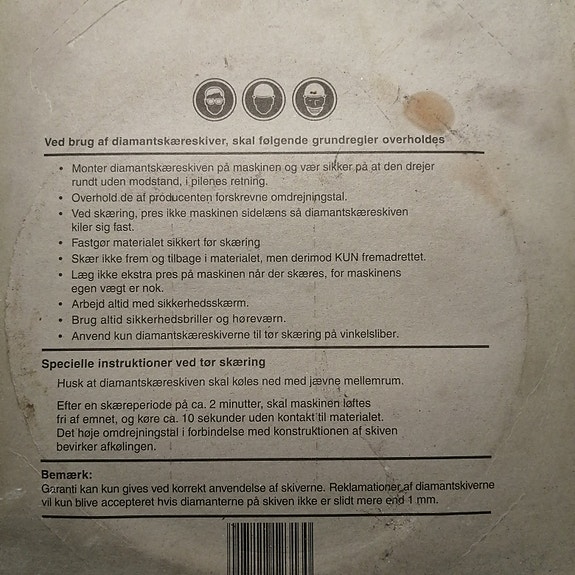 Ved brug af diamantskæreskiver, skal følgende grundregler overholdes
• Monter diamantskæreskiven på maskinen og vær sikker på at den drejer
rundt uden modstand, i pilenes retning.
• Overhold de af producenten forskrevne omdrejningstal.
• Ved skæring, pres ikke maskinen sidelæns så diamantskæreskiven
kiler sig fast.
• Fastgør materialet sikkert før skæring
• Skær ikke frem og tilbage i materialet, men derimod KUN fremadrettet.
• Læg ikke ekstra pres på maskinen når der skæres, for maskinens
egen vægt er nok.
• Arbejd altid med sikkerhedsskærm.
• Brug altid sikkerhedsbriller og høreværn.
• Anvend kun diamantskæreskiverne til tør skæring på vinkelsliber.
Specielle instruktioner ved tør skæring
Husk at diamantskæreskiven skal køles ned med jævne mellemrum.
Efter en skæreperiode på ca. 2 minutter, skal maskinen løftes
fri af emnet, og køre ca. 10 sekunder uden kontakt til materialet.
Det høje omdrejningstal i forbindelse med konstruktionen af skiven
bevirker afkølingen.
Bemærk:
Garanti kan kun gives ved korrekt anvendelse af skiverne. Reklamationer af diamantskiverne
vil kun blive accepteret hvis diamanterne på skiven ikke er slidt mere end 1 mm.